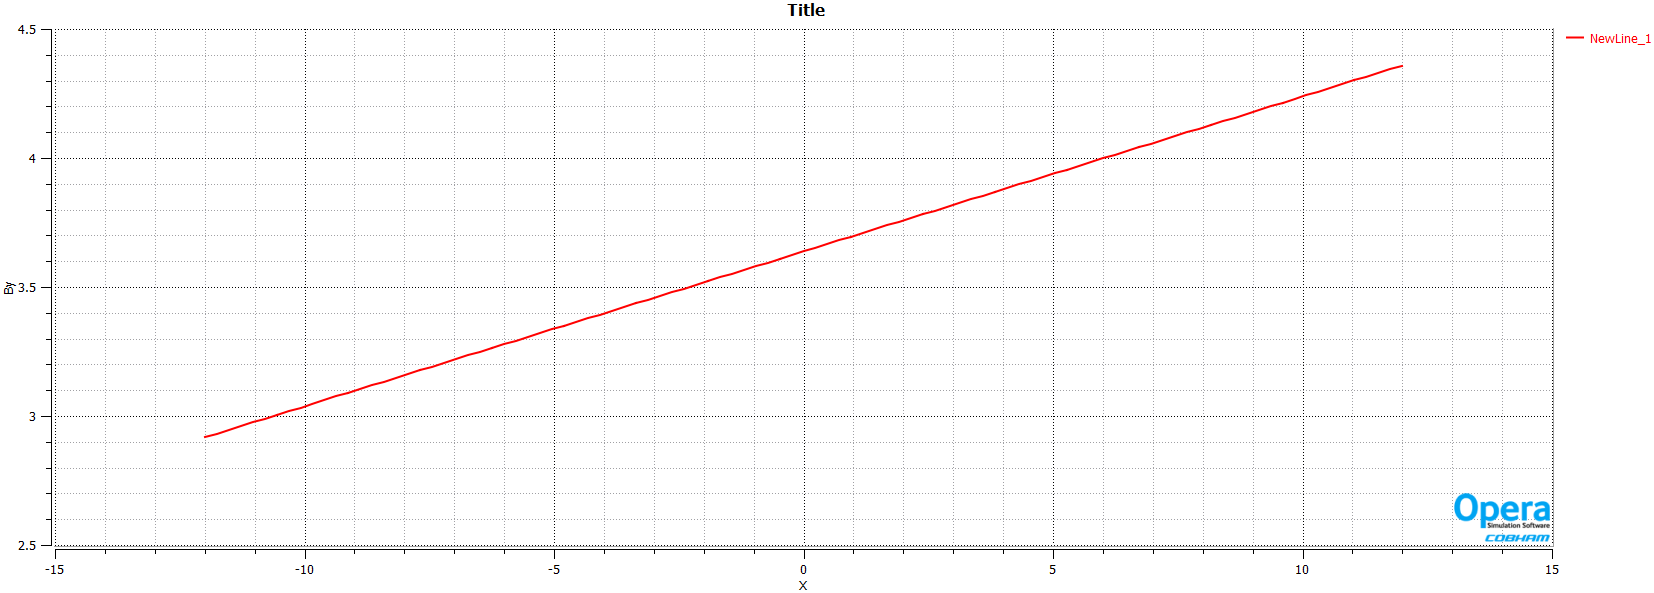 Title
4.5
4
3.5
3
2.5
By
-15 -10 -5 0 5 10 15
X
NewLine_1
Opera
Simulation Software
COBHAM